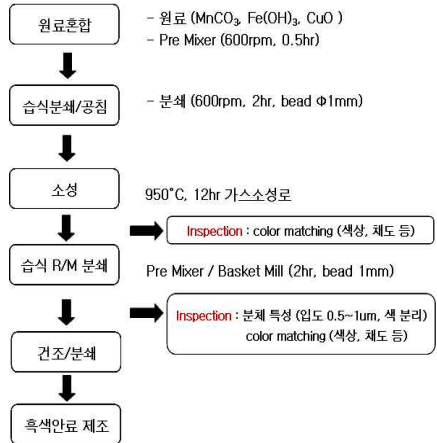 원료혼합
- 원료 (MnCO₃, Fe(OH)₃, CuO )
- Pre Mixer (600rpm, 0.5hr)
습식분쇄/공침
- 분쇄 (600rpm, 2hr, bead Φ1mm)
소성
950˚C, 12hr 가스소성로
Inspection : color matching (색상, 채도 등)
습식 R/M 분쇄
Pre Mixer / Basket Mill (2hr, bead 1mm)
Inspection : 분체 특성 (입도 0.5~1um, 색 분리)
color matching (색상, 채도 등)
건조/분쇄
흑색안료 제조